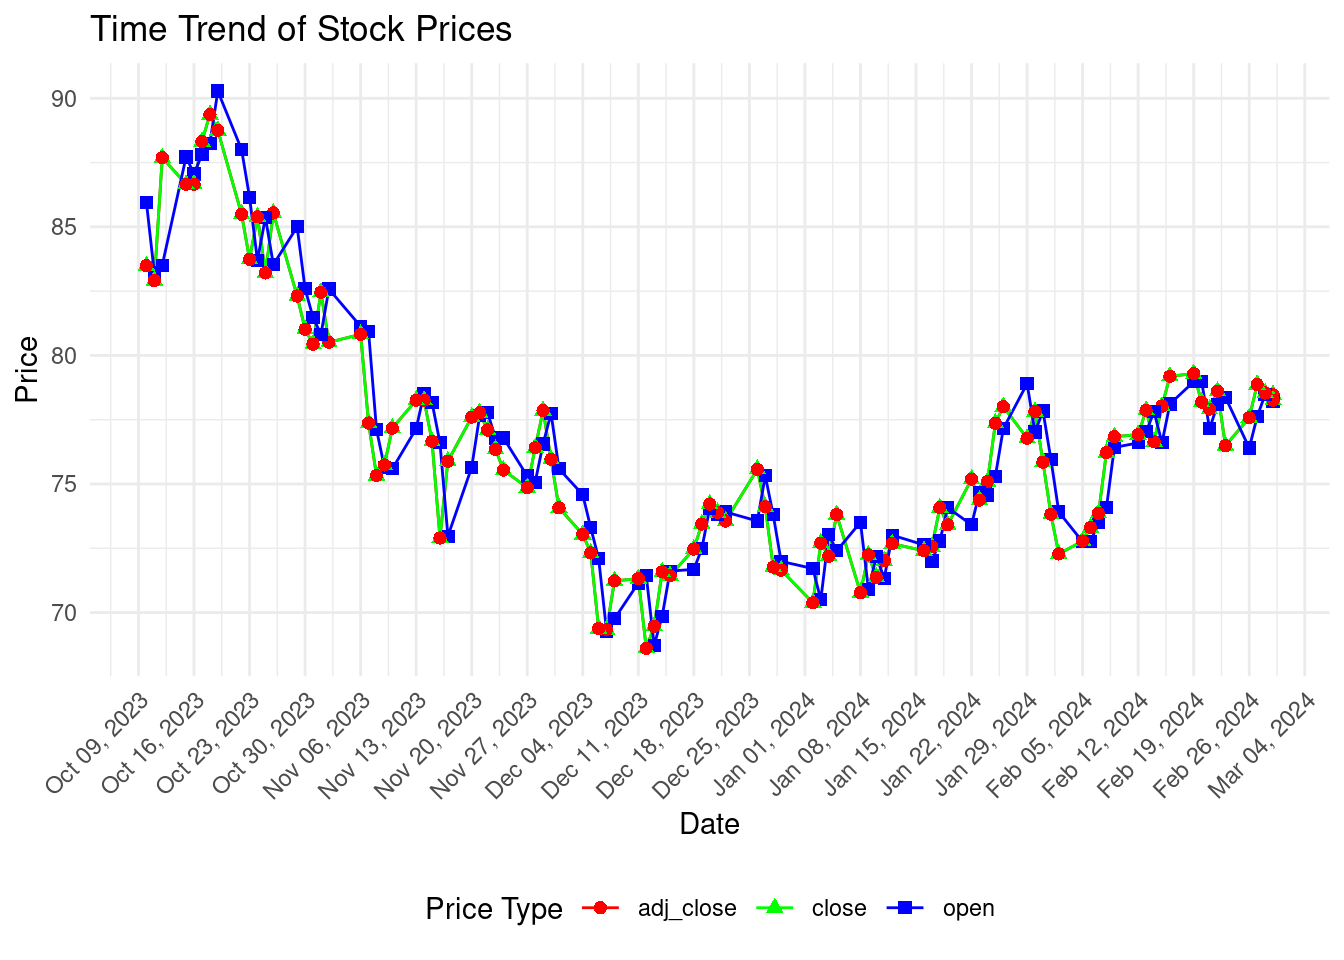 Time Trend of Stock Prices
Price
90
85
80
75
70
Oct 09, 2023
Oct 16, 2023
Oct 23, 2023
Oct 30, 2023
Nov 06, 2023
Nov 13, 2023
Nov 20, 2023
Nov 27, 2023
Dec 04, 2023
Dec 11, 2023
Dec 18, 2023
Dec 25, 2023
Jan 01, 2024
Jan 08, 2024
Jan 15, 2024
Jan 22, 2024
Jan 29, 2024
Feb 05, 2024
Feb 12, 2024
Feb 19, 2024
Feb 26, 2024
Mar 04, 2024
Date
Price Type adj_close close open